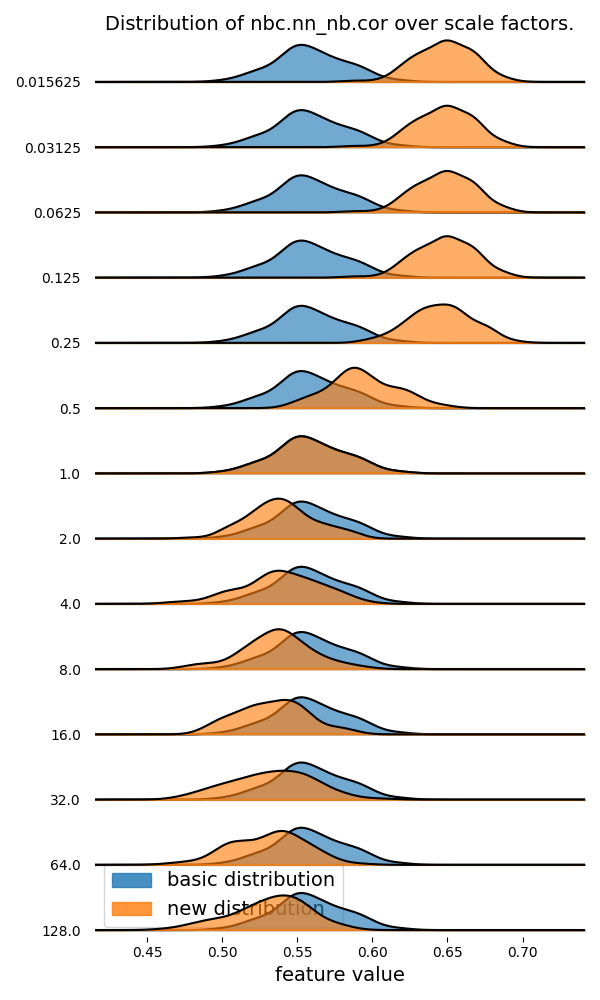 Distribution of nbc.nn_nb.cor over scale factors.
0.015625
0.03125
0.0625
0.125
0.25
0.5
1.0
2.0
4.0
8.0
16.0
32.0
64.0
basic distribution
new distribution
128.0
0.45 0.50 0.55 0.60 0.65 0.70
feature value